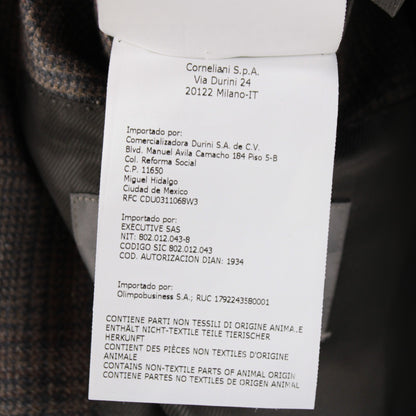 Corneliani S.p.A.
Via Durini 24
20122 Milano-IT
Importado por:
Comercializadora Durini S.A. de C.V.
Blvd. Manuel Avila Camacho 184 Piso 5-B
Col. Reforma Social
C.P. 11650
Miguel Hidalgo
Ciudad de Mexico
RFC CDU031106BW3
Importado por:
EXECUTIVE SAS
NIT: 802.012.043-8
CODIGO SIC 802.012.043
COD. AUTORIZACION DIAN: 1934
Importado por:
Olimpobusiness S.A.; RUC 1792243580001
CONTIENE PARTI NON TESSILI DI ORIGINE ANIMALE
ENTHÄLT NICHT-TEXTILE TEILE TIERISCHER
HERKUNFT
CONTIENT DES PIÈCES NON TEXTILES D'ORIGINE
ANIMALE
CONTAINS NON-TEXTILE PARTS OF ANIMAL ORIGIN
CONTIENE PARTES NO TEXTILES DE ORIGEN ANIMAL